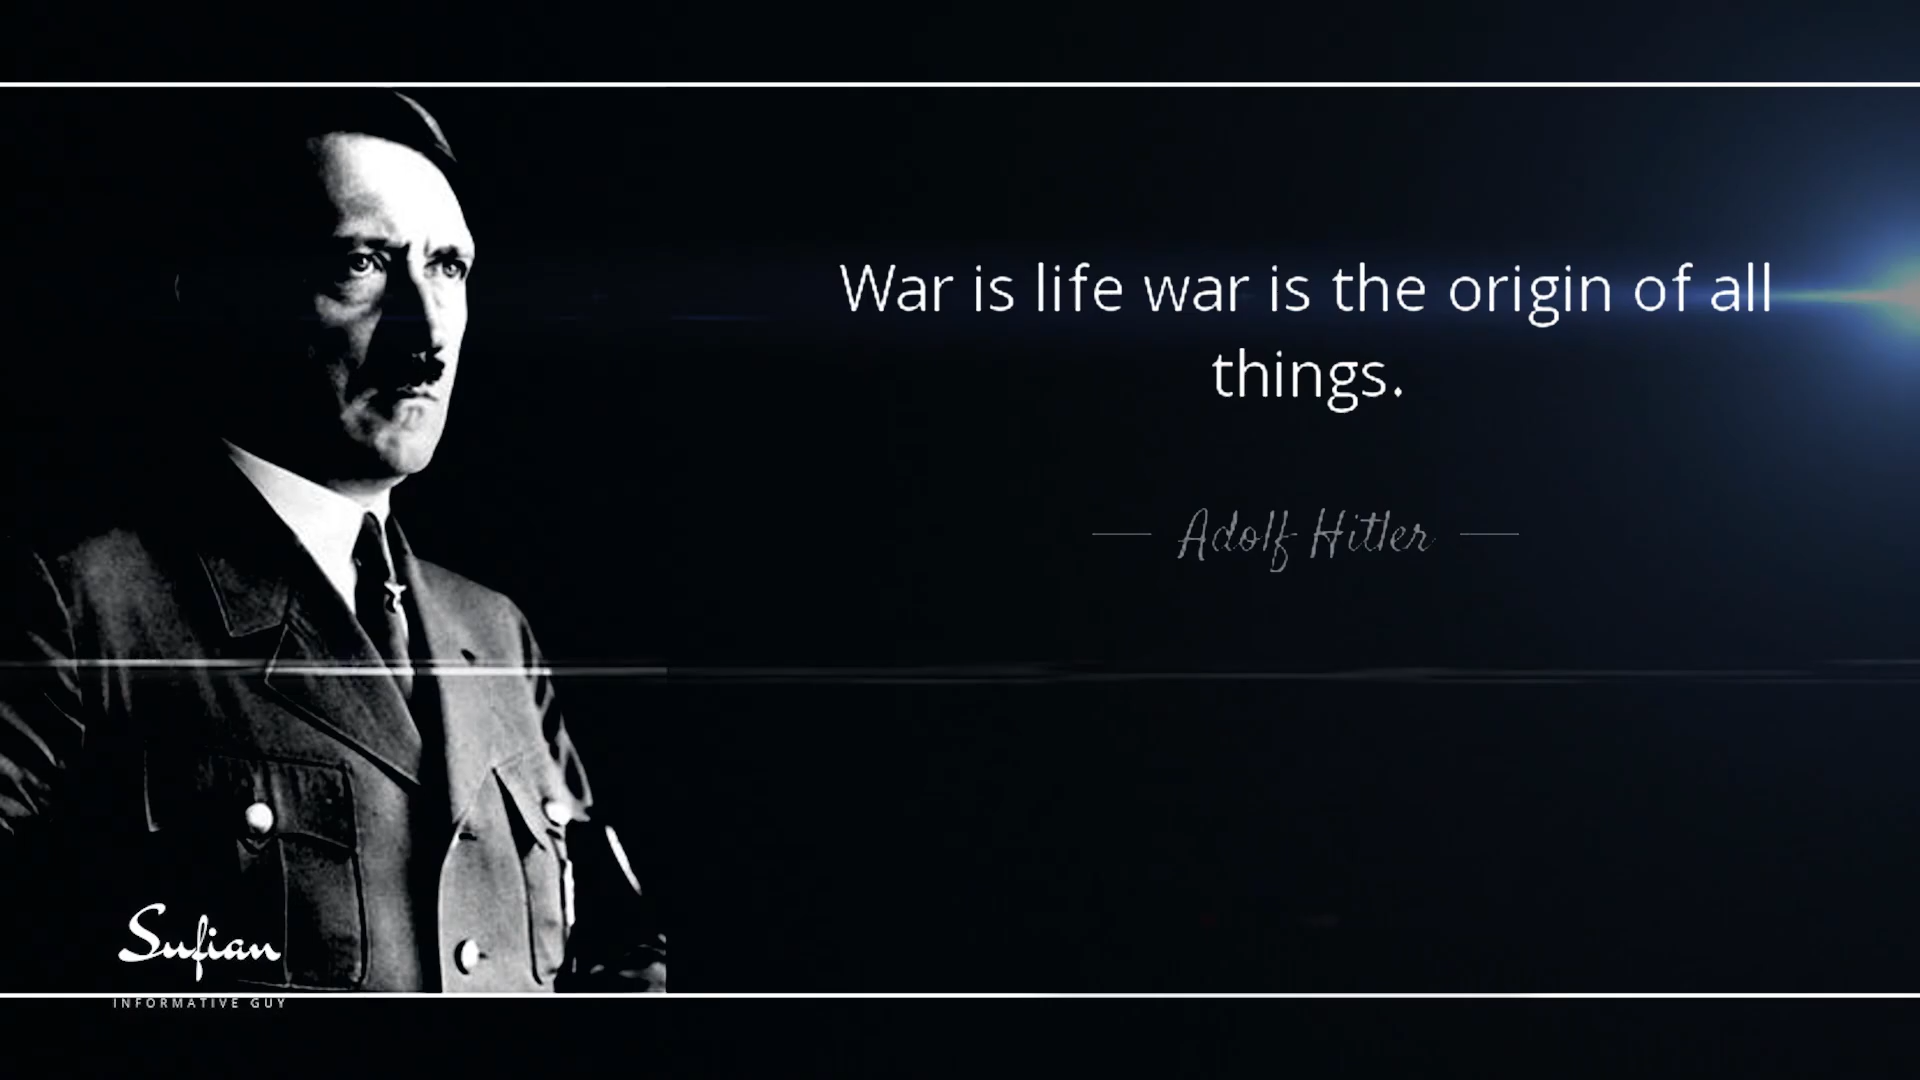 War is life war is the origin of all
things.
Adolf Hitler
Sufian
INFORMATIVE GUY